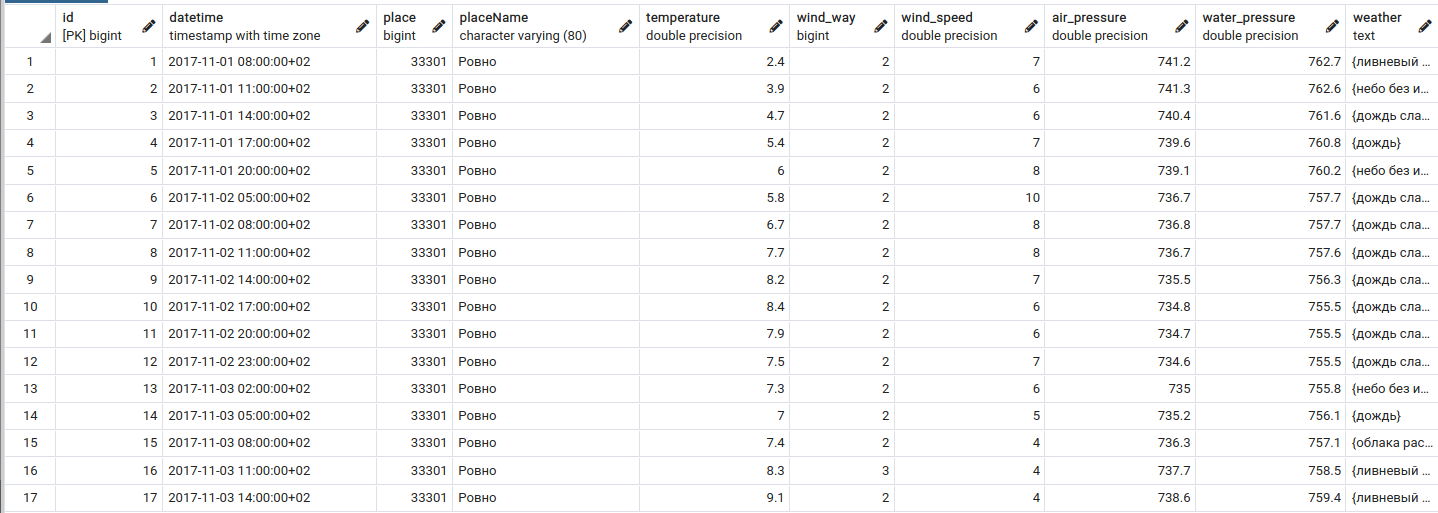 id datetime place placeName temperature wind_way wind_speed air_pressure water_pressure weather
[PK] bigint timestamp with time zone bigint character varying (80) double precision bigint double precision double precision double precision text
1 1 2017-11-01 08:00:00+02 33301 Ровно 2.4 2 7 741.2 762.7 {ливневый ...
2 2 2017-11-01 11:00:00+02 33301 Ровно 3.9 2 6 741.3 762.6 {небо без и...
3 3 2017-11-01 14:00:00+02 33301 Ровно 4.7 2 6 740.4 761.6 {дождь сла...
4 4 2017-11-01 17:00:00+02 33301 Ровно 5.4 2 7 739.6 760.8 {дождь}
5 5 2017-11-01 20:00:00+02 33301 Ровно 6 2 8 739.1 760.2 {небо без и...
6 6 2017-11-02 05:00:00+02 33301 Ровно 5.8 2 10 736.7 757.7 {дождь сла...
7 7 2017-11-02 08:00:00+02 33301 Ровно 6.7 2 8 736.8 757.7 {дождь сла...
8 8 2017-11-02 11:00:00+02 33301 Ровно 7.7 2 8 736.7 757.6 {дождь сла...
9 9 2017-11-02 14:00:00+02 33301 Ровно 8.2 2 7 735.5 756.3 {дождь сла...
10 10 2017-11-02 17:00:00+02 33301 Ровно 8.4 2 6 734.8 755.5 {дождь сла...
11 11 2017-11-02 20:00:00+02 33301 Ровно 7.9 2 6 734.7 755.5 {дождь сла...
12 12 2017-11-02 23:00:00+02 33301 Ровно 7.5 2 7 734.6 755.5 {дождь сла...
13 13 2017-11-03 02:00:00+02 33301 Ровно 7.3 2 6 735 755.8 {небо без и...
14 14 2017-11-03 05:00:00+02 33301 Ровно 7 2 5 735.2 756.1 {дождь}
15 15 2017-11-03 08:00:00+02 33301 Ровно 7.4 2 4 736.3 757.1 {облака рас...
16 16 2017-11-03 11:00:00+02 33301 Ровно 8.3 3 4 737.7 758.5 {ливневый ...
17 17 2017-11-03 14:00:00+02 33301 Ровно 9.1 2 4 738.6 759.4 {ливневый ...